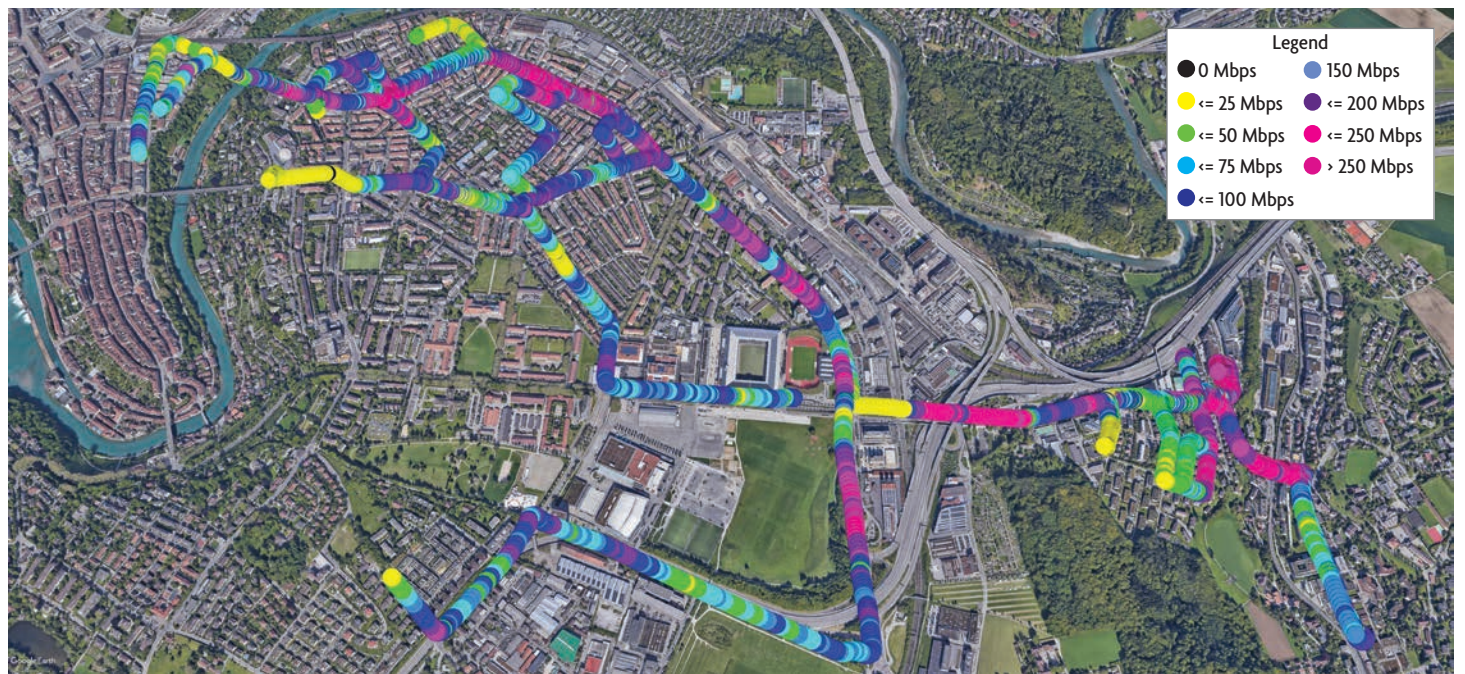 Legend
0 Mbps
150 Mbps
<= 25 Mbps
<= 200 Mbps
<= 50 Mbps
<= 250 Mbps
<= 75 Mbps
> 250 Mbps
<= 100 Mbps
Google Earth